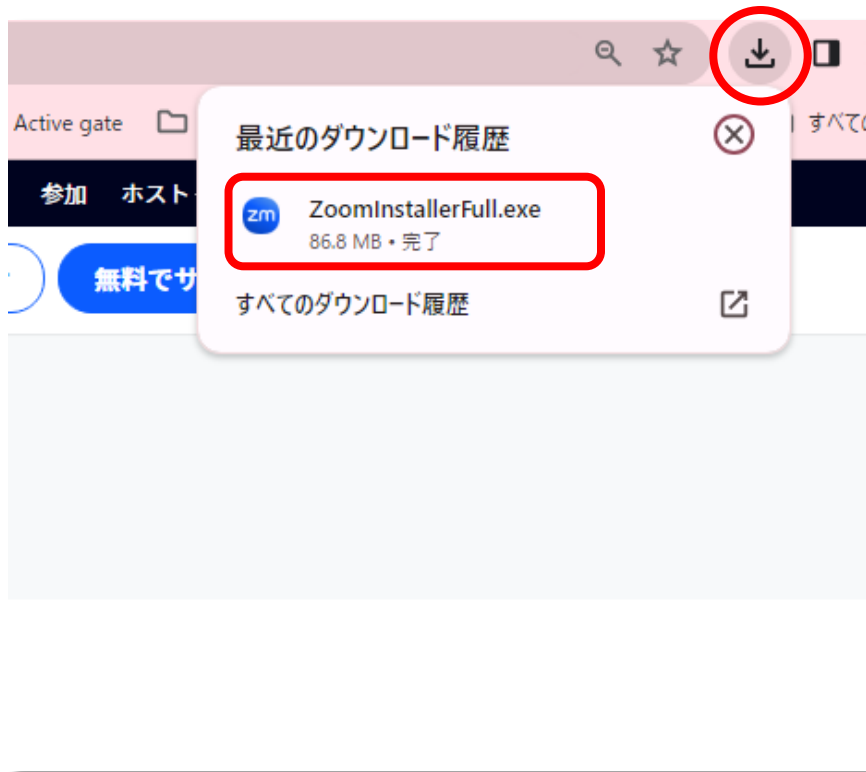 Active gate
すべて
参加 ホスト
無料でサ
最近のダウンロード履歴
zm
ZoomInstallerFull.exe
86.8 MB • 完了
すべてのダウンロード履歴